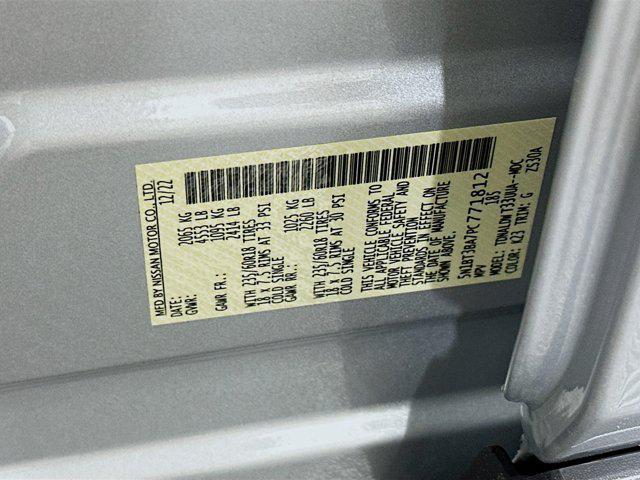 MFD BY NISSAN MOTOR CO., LTD.
DATE: 12/22
GVWR: 2065 KG
4553 LB
GWR FR.: 1095 KG
2414 LB
WITH 235/60R18 TIRES
18 X 7.5 RIMS AT 33 PSI
COLD SINGLE
GWR RR.: 1025 KG
2260 LB
WITH 235/60R18 TIRES
18 X 7.5 RIMS AT 30 PSI
COLD SINGLE
THIS VEHICLE CONFORMS TO
ALL APPLICABLE FEDERAL
MOTOR VEHICLE SAFETY AND
THEFT PREVENTION
STANDARDS IN EFFECT ON
THE DATE OF MANUFACTURE
SHOWN ABOVE.
5N1BT3BA7PC771812
MPV 185
MODEL:
COLOR: K23 TRIM: G ZS30A